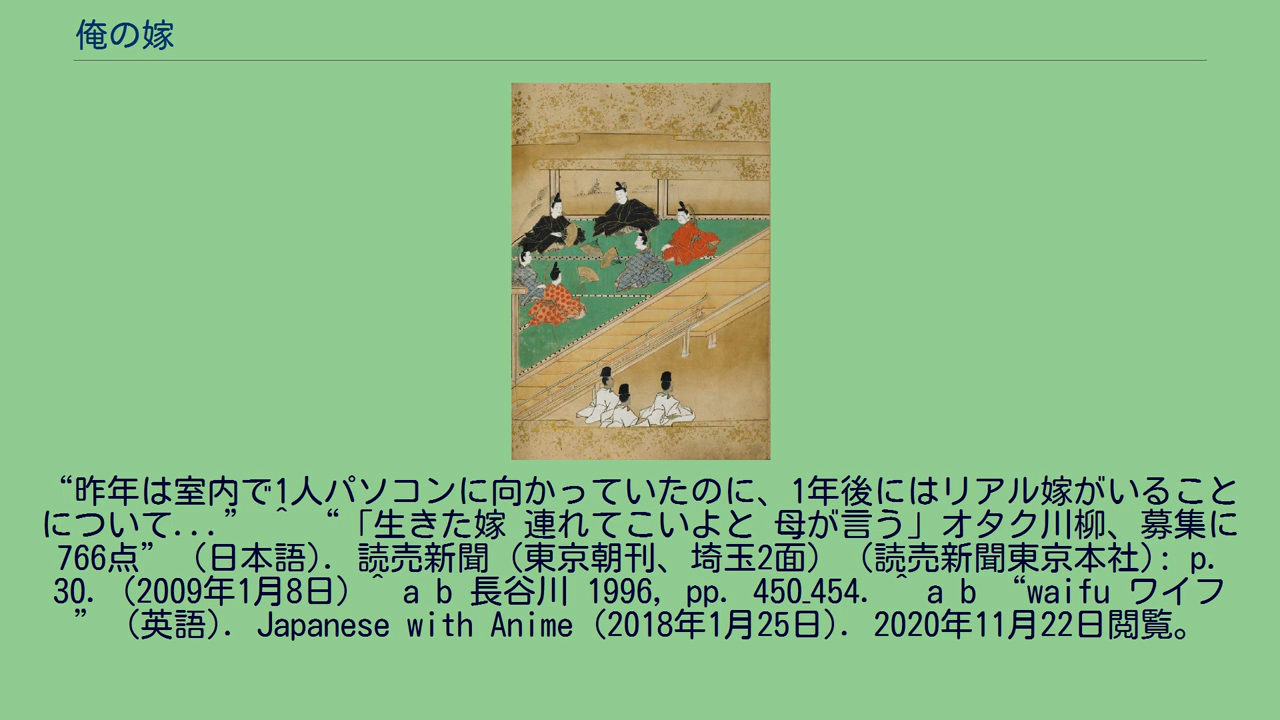 俺の嫁
“昨年は室内で1人パソコンに向かっていたのに、1年後にはリアル嫁がいること
について...” ^ “「生きた嫁 連れてこいよと 母が言う」オタク川柳、募集に
766点” (日本語). 読売新聞 (東京朝刊、埼玉2面) (読売新聞東京本社): p.
30. (2009年1月8日) ^ a b 長谷川 1996, pp. 450‗454. ^ a b “waifu ワイフ
” (英語). Japanese with Anime (2018年1月25日). 2020年11月22日閲覧。